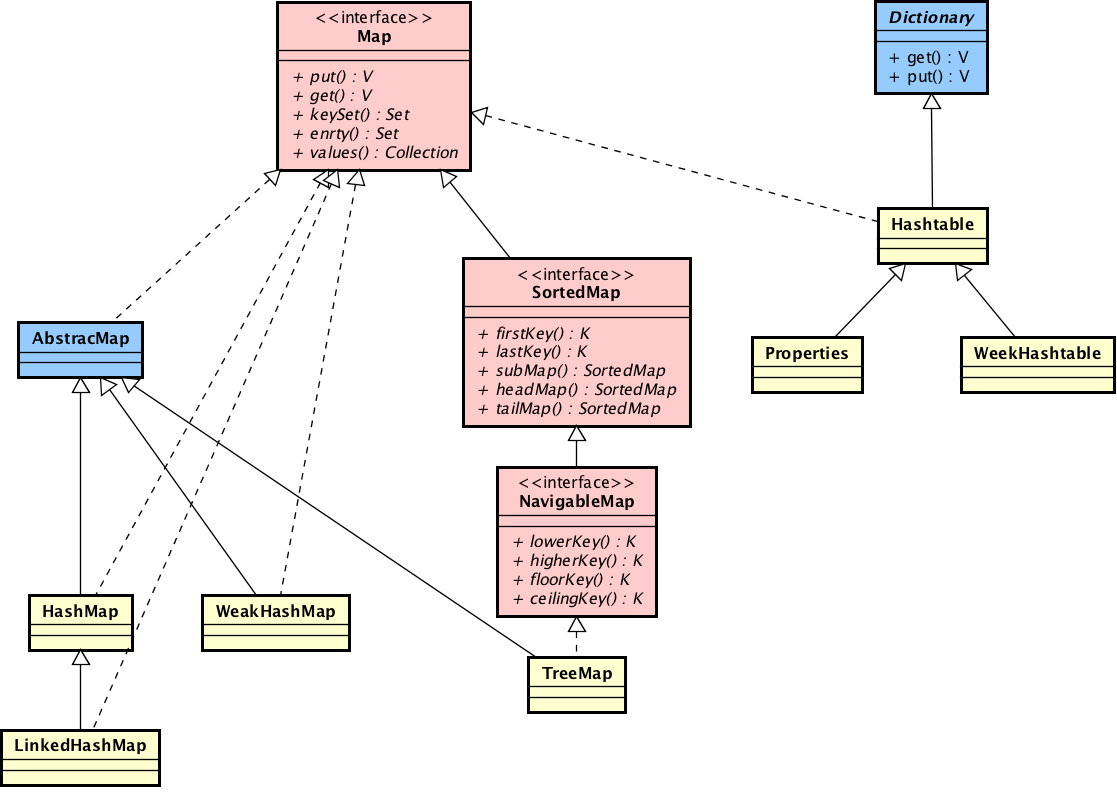 <<interface>>
Map
+ put() : V
+ get() : V
+ keySet() : Set
+ enrty() : Set
+ values() : Collection
Dictionary
+ get() : V
+ put() : V
Hashtable
<<interface>>
SortedMap
+ firstKey() : K
+ lastKey() : K
+ subMap() : SortedMap
+ headMap() : SortedMap
+ tailMap() : SortedMap
AbstracMap
Properties
WeekHashtable
<<interface>>
NavigableMap
+ lowerKey() : K
+ higherKey() : K
+ floorKey() : K
+ ceilingKey() : K
HashMap
WeakHashMap
TreeMap
LinkedHashMap